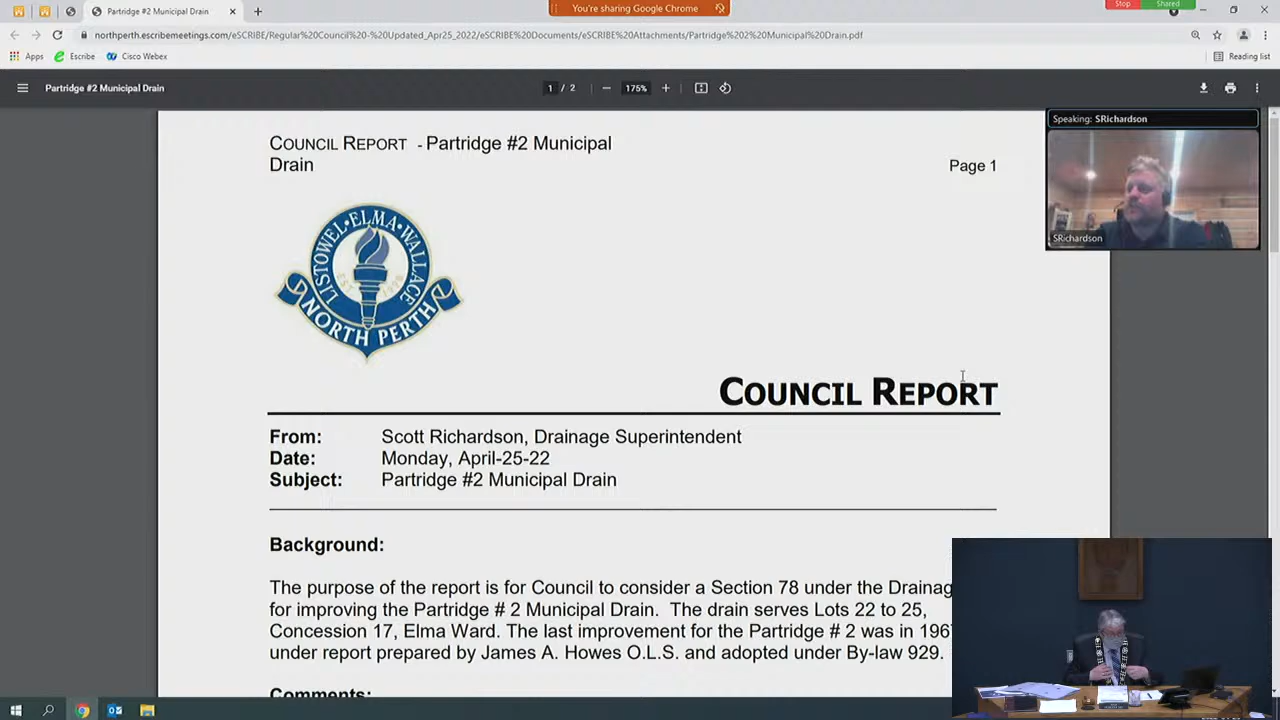 Partridge #2 Municipal Drain
You're sharing Google Chrome
Stop Shared
northperth.escribemeetings.com/eSCRIBE/Regular%20Council%20-%20Updated_Apr25_2022/eSCRIBE%20Documents/eSCRIBE%20Attachments/Partridge%202%20Municipal%20Drain.pdf
Apps Escribe Cisco Webex Reading list
Partridge #2 Municipal Drain 1 / 2 175%
Speaking: SRichardson
SRichardson
COUNCIL REPORT - Partridge #2 Municipal
Drain Page 1
LISTOWEL·ELMA·WALLACE
NORTH PERTH
COUNCIL REPORT
From: Scott Richardson, Drainage Superintendent
Date: Monday, April-25-22
Subject: Partridge #2 Municipal Drain
Background:
The purpose of the report is for Council to consider a Section 78 under the Drainag
for improving the Partridge # 2 Municipal Drain. The drain serves Lots 22 to 25,
Concession 17, Elma Ward. The last improvement for the Partridge # 2 was in 196
under report prepared by James A. Howes O.L.S. and adopted under By-law 929.
Comments: